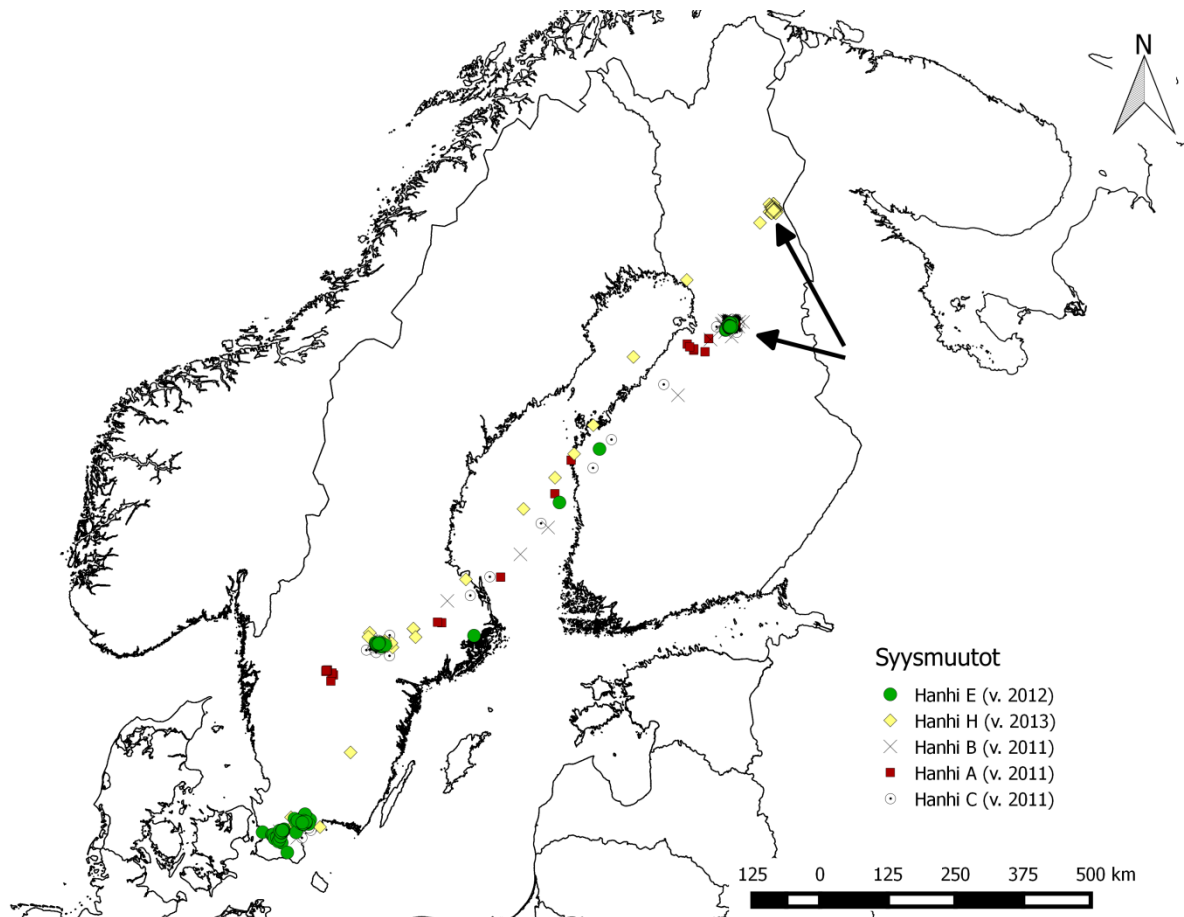 N
Syysmuutot
Hanhi E (v. 2012)
Hanhi H (v. 2013)
Hanhi B (v. 2011)
Hanhi A (v. 2011)
Hanhi C (v. 2011)
125 0 125 250 375 500 km